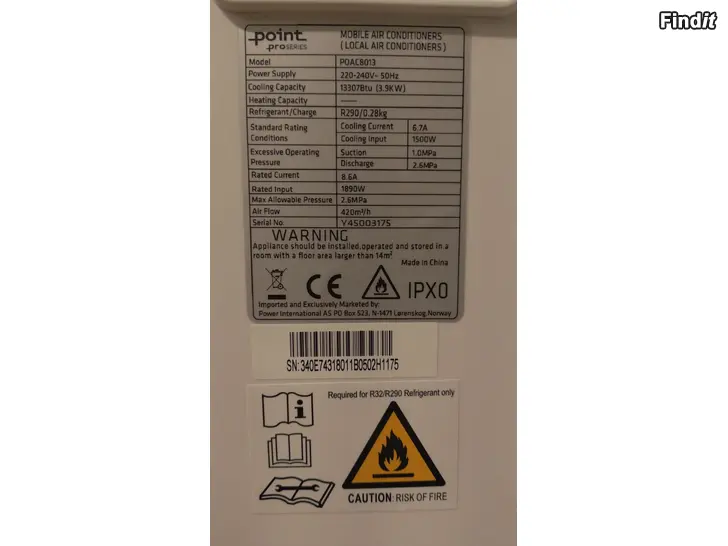 Findit
point
pro SERIES
MOBILE AIR CONDITIONERS
(LOCAL AIR CONDITIONERS)
Model POAC8013
Power Supply 220-240V~ 50Hz
Cooling Capacity 13307Btu (3.9KW)
Heating Capacity ——
Refrigerant/Charge R290/0.28kg
Standard Rating Conditions Cooling Current 6.7A
Cooling Input 1500W
Excessive Operating Pressure Suction 1.0MPa
Discharge 2.6MPa
Rated Current 8.6A
Rated Input 1890W
Max Allowable Pressure 2.6MPa
Air Flow 420m³/h
Serial No. Y45003175
WARNING
Appliance should be installed,operated and stored in a
room with a floor area larger than 14m²
Made in China
CE IPX0
Imported and Exclusively Marketed by:
Power International AS PO Box 523, N-1471 Lørenskog,Norway
SN:340E74318011B0502H1175
Required for R32/R290 Refrigerant only
CAUTION: RISK OF FIRE